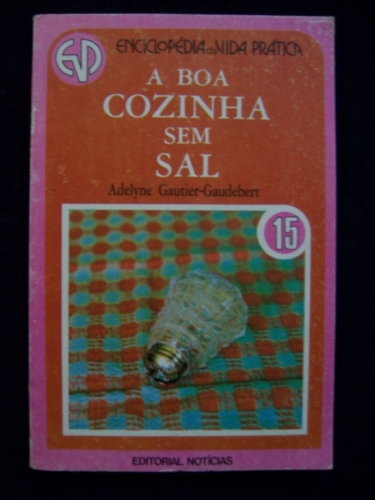 EVP
ENCICLOPÉDIA da VIDA PRÁTICA
A BOA
COZINHA
SEM
SAL
Adelyne Gautier-Gaudebert
15
EDITORIAL NOTÍCIAS